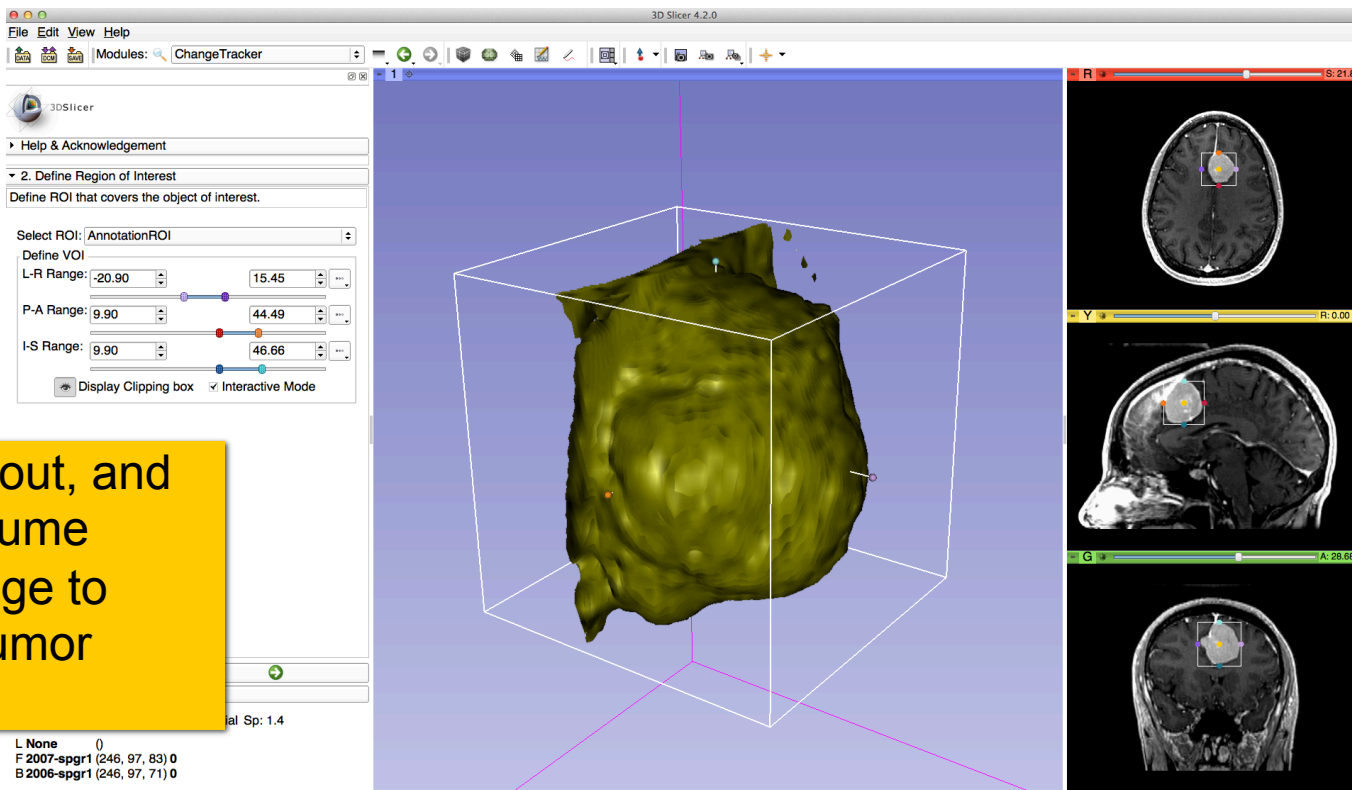 3D Slicer 4.2.0
File Edit View Help
DATA DCM SAVE Modules: ChangeTracker
1
R S: 21.8
3DSlicer
Help & Acknowledgement
2. Define Region of Interest
Define ROI that covers the object of interest.
Select ROI: AnnotationROI
Define VOI
L-R Range: -20.90 15.45
P-A Range: 9.90 44.49
I-S Range: 9.90 46.66
Display Clipping box Interactive Mode
Y R: 0.00
out, and
ume
ge to
umor
G A: 28.68
ial Sp: 1.4
L None ()
F 2007-spgr1 (246, 97, 83) 0
B 2006-spgr1 (246, 97, 71) 0